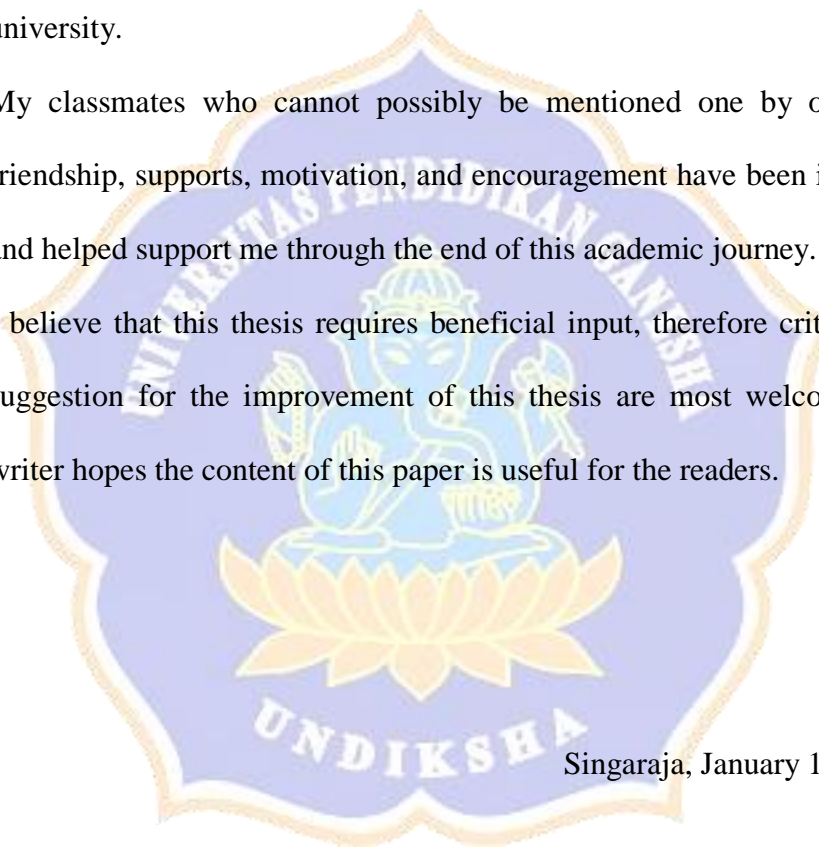 university.
My classmates who cannot possibly be mentioned one by
friendship, supports, motivation, and encouragement have been
and helped support me through the end of this academic journey.
believe that this thesis requires beneficial input, therefore
suggestion for the improvement of this thesis are most
writer hopes the content of this paper is useful for the readers.
UNIVERSITAS PENDIDIKAN GANESHA
UNDIKSHA
Singaraja, January